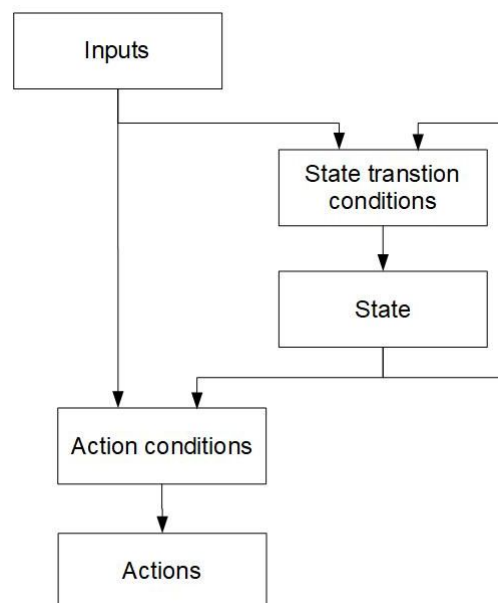 Inputs
State transtion
conditions
State
Action conditions
Actions